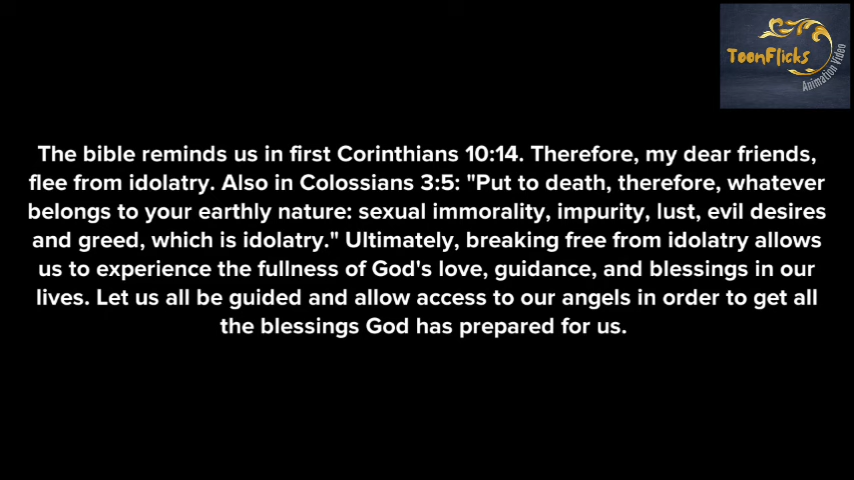 ToonFlicks
Animation Video
The bible reminds us in first Corinthians 10:14. Therefore, my dear friends,
flee from idolatry. Also in Colossians 3:5: "Put to death, therefore, whatever
belongs to your earthly nature: sexual immorality, impurity, lust, evil desires
and greed, which is idolatry." Ultimately, breaking free from idolatry allows
us to experience the fullness of God's love, guidance, and blessings in our
lives. Let us all be guided and allow access to our angels in order to get all
the blessings God has prepared for us.